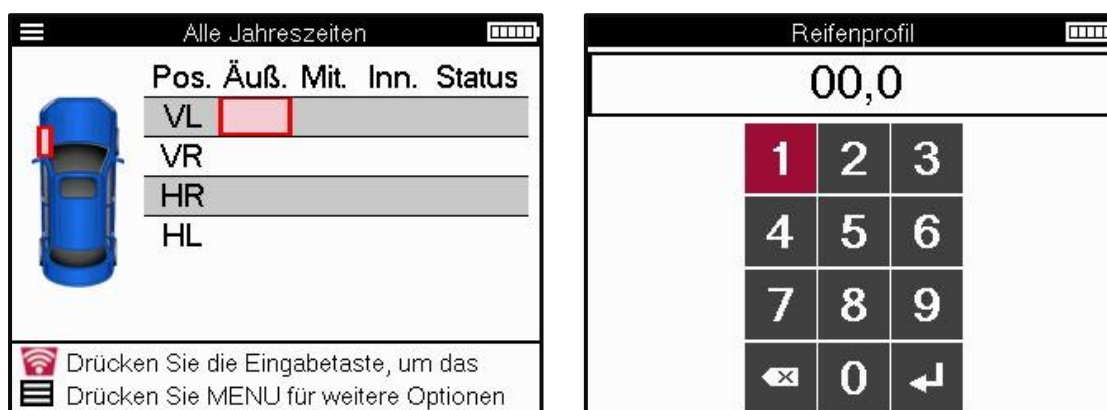 Alle Jahreszeiten
Pos. Äuß. Mit. Inn. Status
VL
VR
HR
HL
Drücken Sie die Eingabetaste, um das
Drücken Sie MENU für weitere Optionen
Reifenprofil
00,0
1 2 3
4 5 6
7 8 9
0